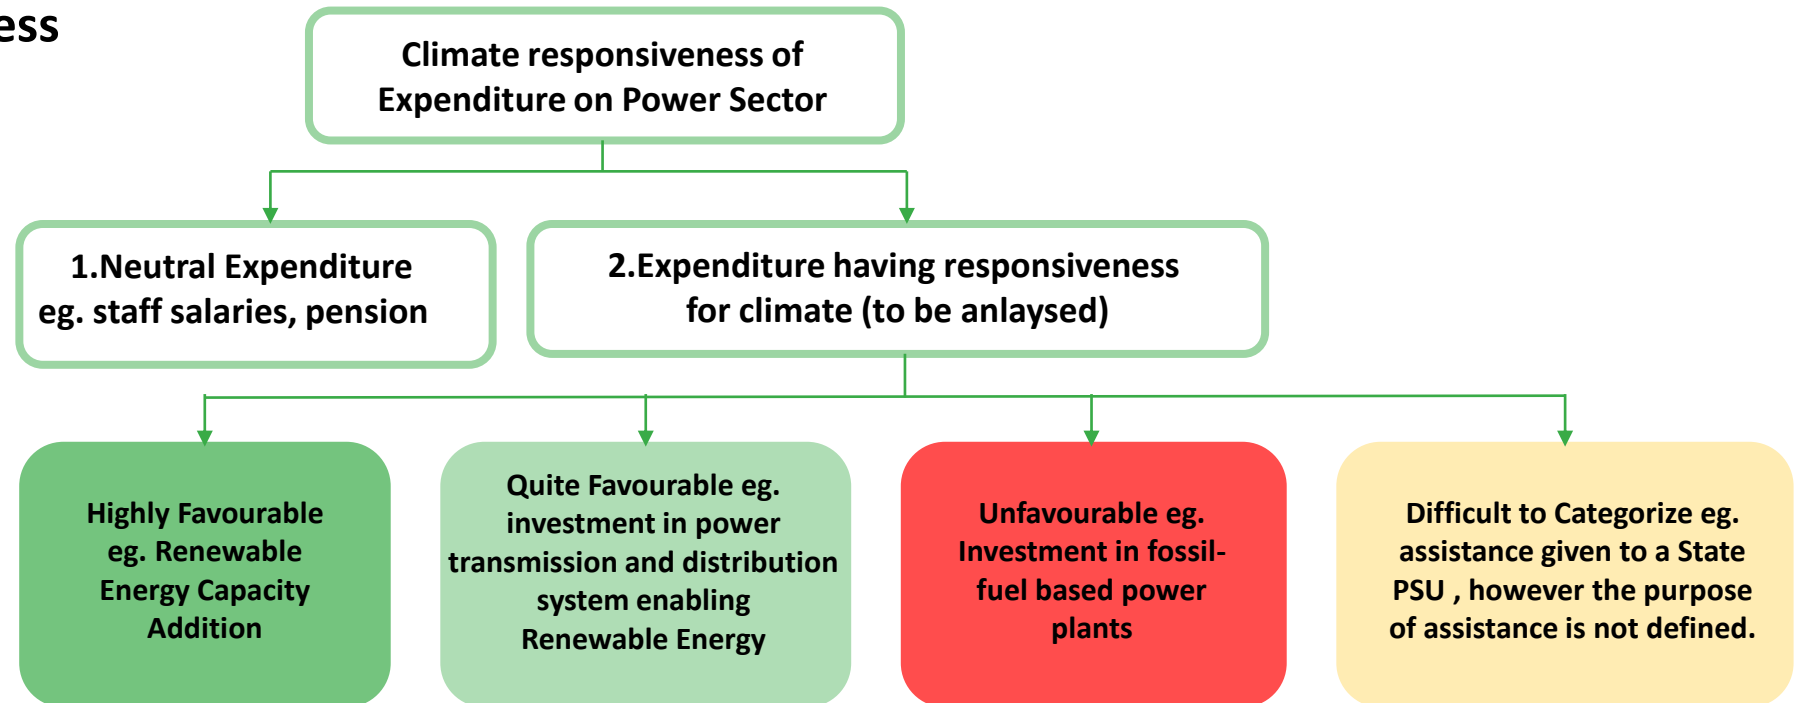 ess
Climate responsiveness of
Expenditure on Power Sector
1.Neutral Expenditure
eg. staff salaries, pension
2.Expenditure having responsiveness
for climate (to be anlaysed)
Highly Favourable
eg. Renewable
Energy Capacity
Addition
Quite Favourable eg.
investment in power
transmission and distribution
system enabling
Renewable Energy
Unfavourable eg.
Investment in fossil-
fuel based power
plants
Difficult to Categorize eg.
assistance given to a State
PSU , however the purpose
of assistance is not defined.